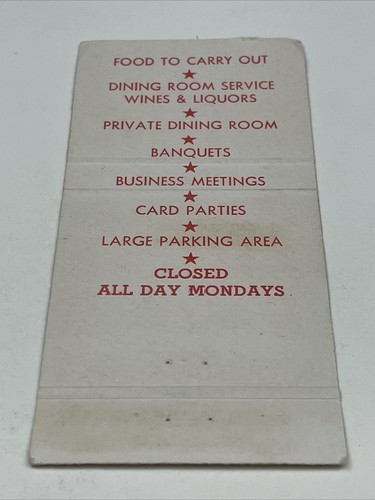 FOOD TO CARRY OUT
★
DINING ROOM SERVICE
WINES & LIQUORS
★
PRIVATE DINING ROOM
★
BANQUETS
★
BUSINESS MEETINGS
★
CARD PARTIES
★
LARGE PARKING AREA
★
CLOSED
ALL DAY MONDAYS